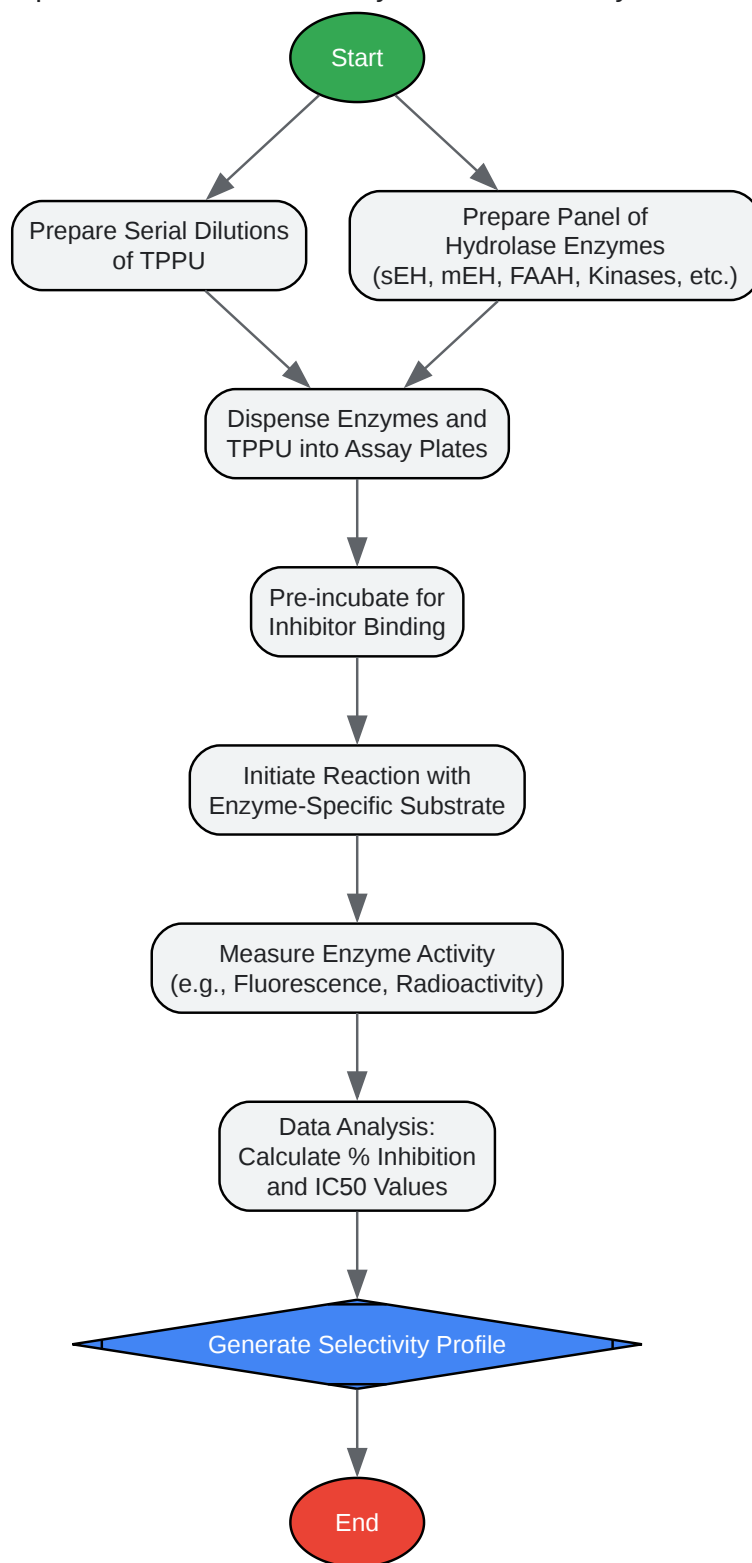 Start
Prepare Serial Dilutions
of TPPU
Prepare Panel of
Hydrolase Enzymes
(sEH, mEH, FAAH, Kinases, etc.)
Dispense Enzymes and
TPPU into Assay Plates
Pre-incubate for
Inhibitor Binding
Initiate Reaction with
Enzyme-Specific Substrate
Measure Enzyme Activity
(e.g., Fluorescence, Radioactivity)
Data Analysis:
Calculate % Inhibition
and IC50 Values
Generate Selectivity Profile
End